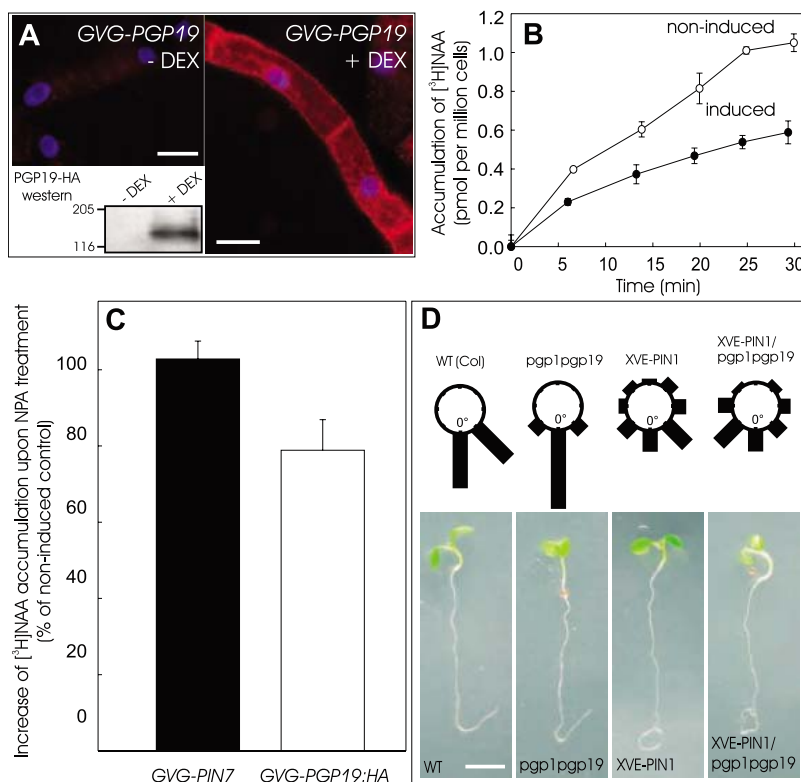 A
GVG-PGP19
- DEX
GVG-PGP19
+ DEX
PGP19-HA
western
- DEX
+ DEX
205
116
B
Accumulation of [³H]NAA
(pmol per million cells)
1.2
1.0
0.8
0.6
0.4
0.2
0.0
non-induced
induced
0
5
10
15
20
25
30
Time (min)
C
Increase of [³H]NAA accumulation upon NPA treatment
(% of non-induced control)
100
80
60
40
20
0
GVG-PIN7
GVG-PGP19:HA
D
WT (Col)
pgp1pgp19
XVE-PIN1
XVE-PIN1/
pgp1pgp19
0°
0°
0°
0°
WT
pgp1pgp19
XVE-PIN1
XVE-PIN1/
pgp1pgp19